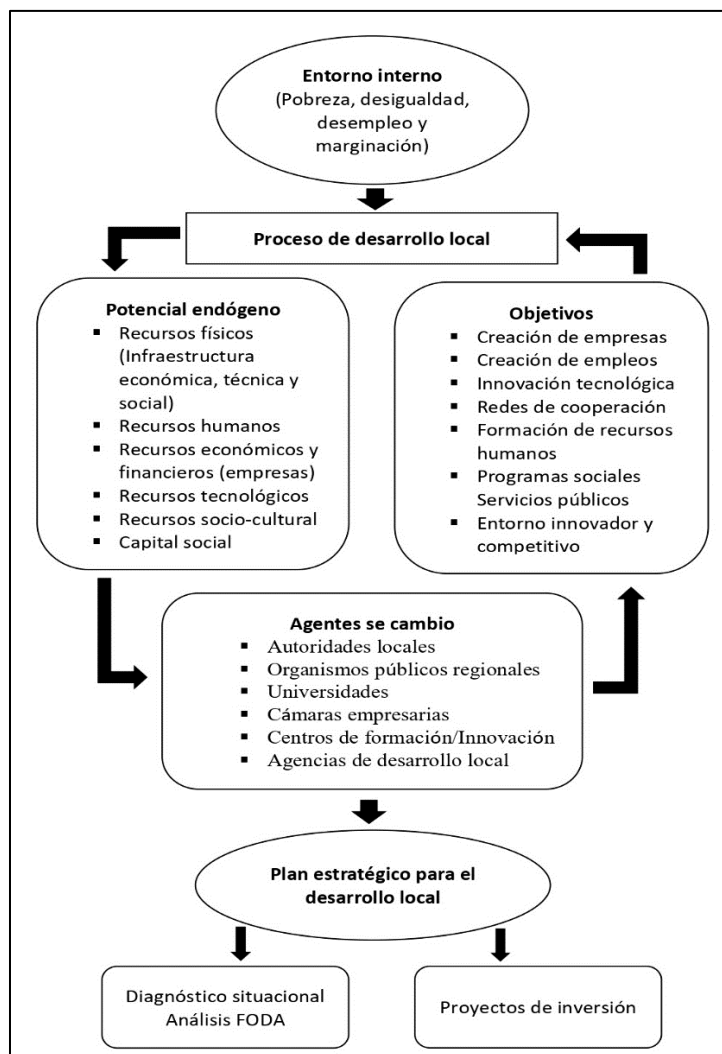 Entorno interno
(Pobreza, desigualdad,
desempleo y
marginación)
Proceso de desarrollo local
Potencial endógeno
▪ Recursos físicos
(Infraestructura
económica, técnica y
social)
▪ Recursos humanos
▪ Recursos económicos y
financieros (empresas)
▪ Recursos tecnológicos
▪ Recursos socio-cultural
▪ Capital social
Objetivos
▪ Creación de empresas
▪ Creación de empleos
▪ Innovación tecnológica
▪ Redes de cooperación
▪ Formación de recursos
humanos
▪ Programas sociales
Servicios públicos
▪ Entorno innovador y
competitivo
Agentes se cambio
▪ Autoridades locales
▪ Organismos públicos regionales
▪ Universidades
▪ Cámaras empresarias
▪ Centros de formación/Innovación
▪ Agencias de desarrollo local
Plan estratégico para el
desarrollo local
Diagnóstico situacional
Análisis FODA
Proyectos de inversión